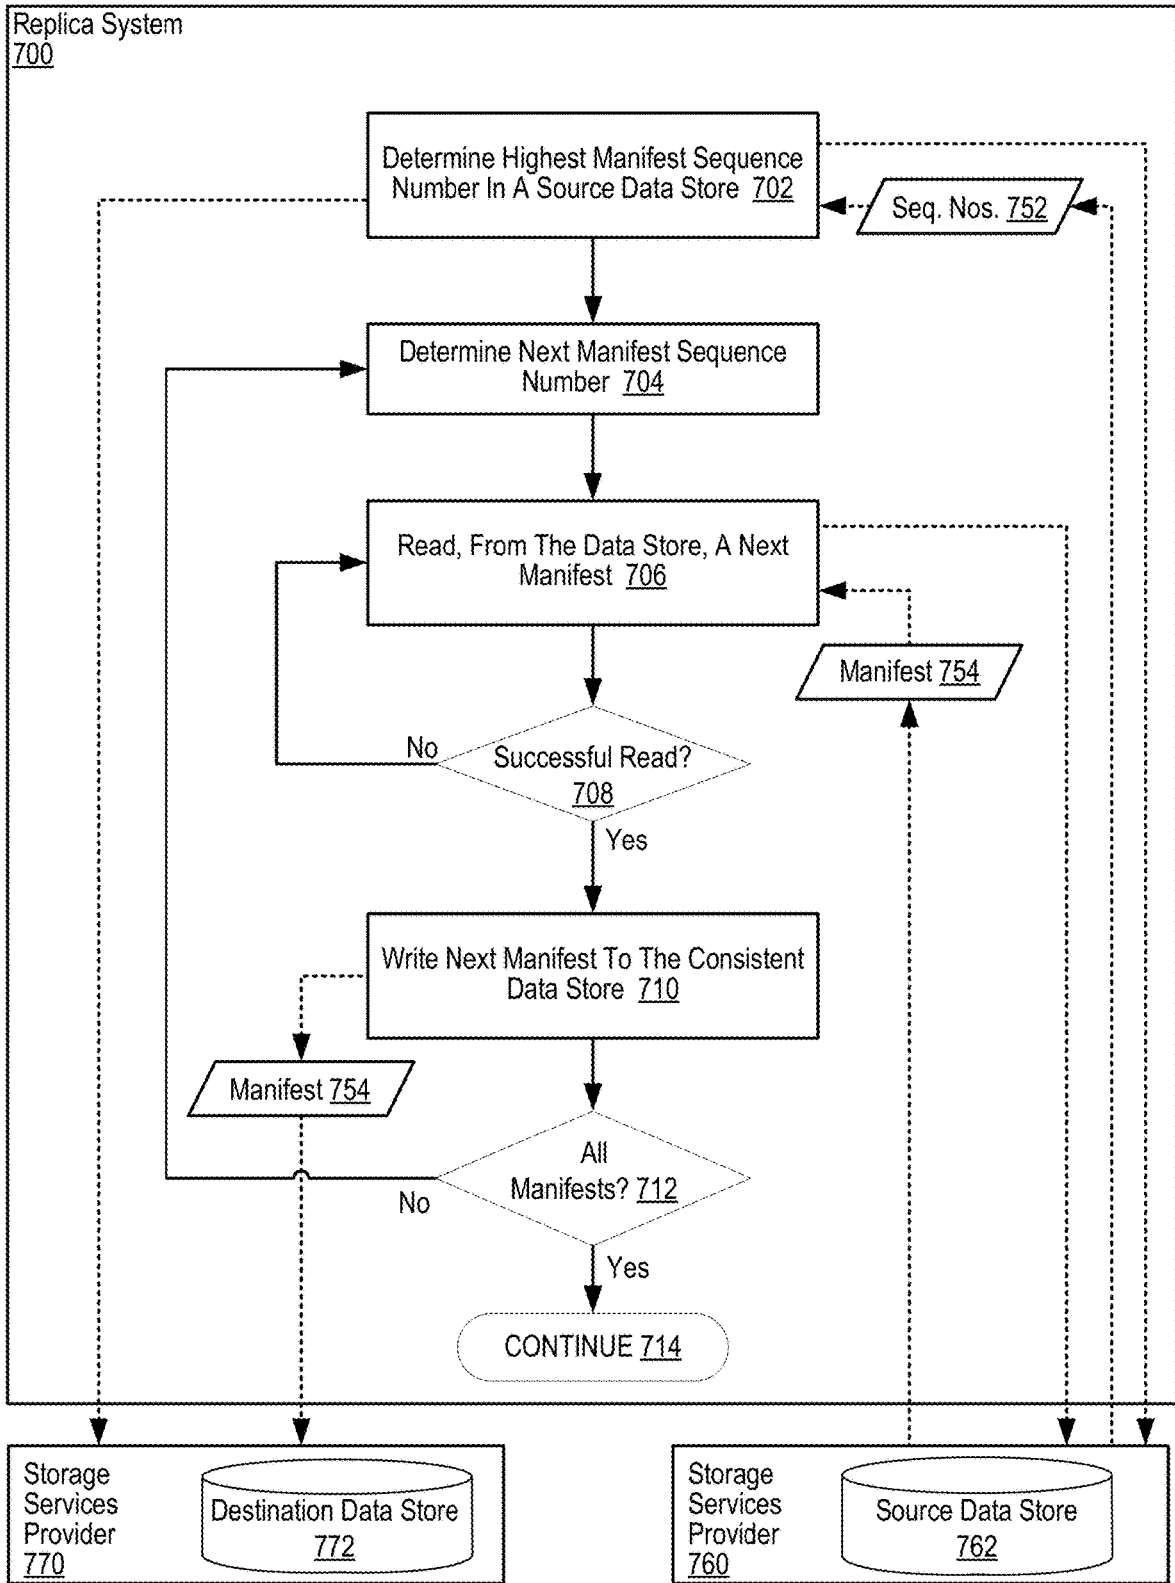 Replica System
700
Determine Highest Manifest Sequence
Number In A Source Data Store 702
Seq. Nos. 752
Determine Next Manifest Sequence
Number 704
Read, From The Data Store, A Next
Manifest 706
Manifest 754
No
Successful Read?
708
Yes
Write Next Manifest To The Consistent
Data Store 710
Manifest 754
All
Manifests? 712
No
Yes
CONTINUE 714
Storage
Services
Provider
770
Destination Data Store
772
Storage
Services
Provider
760
Source Data Store
762